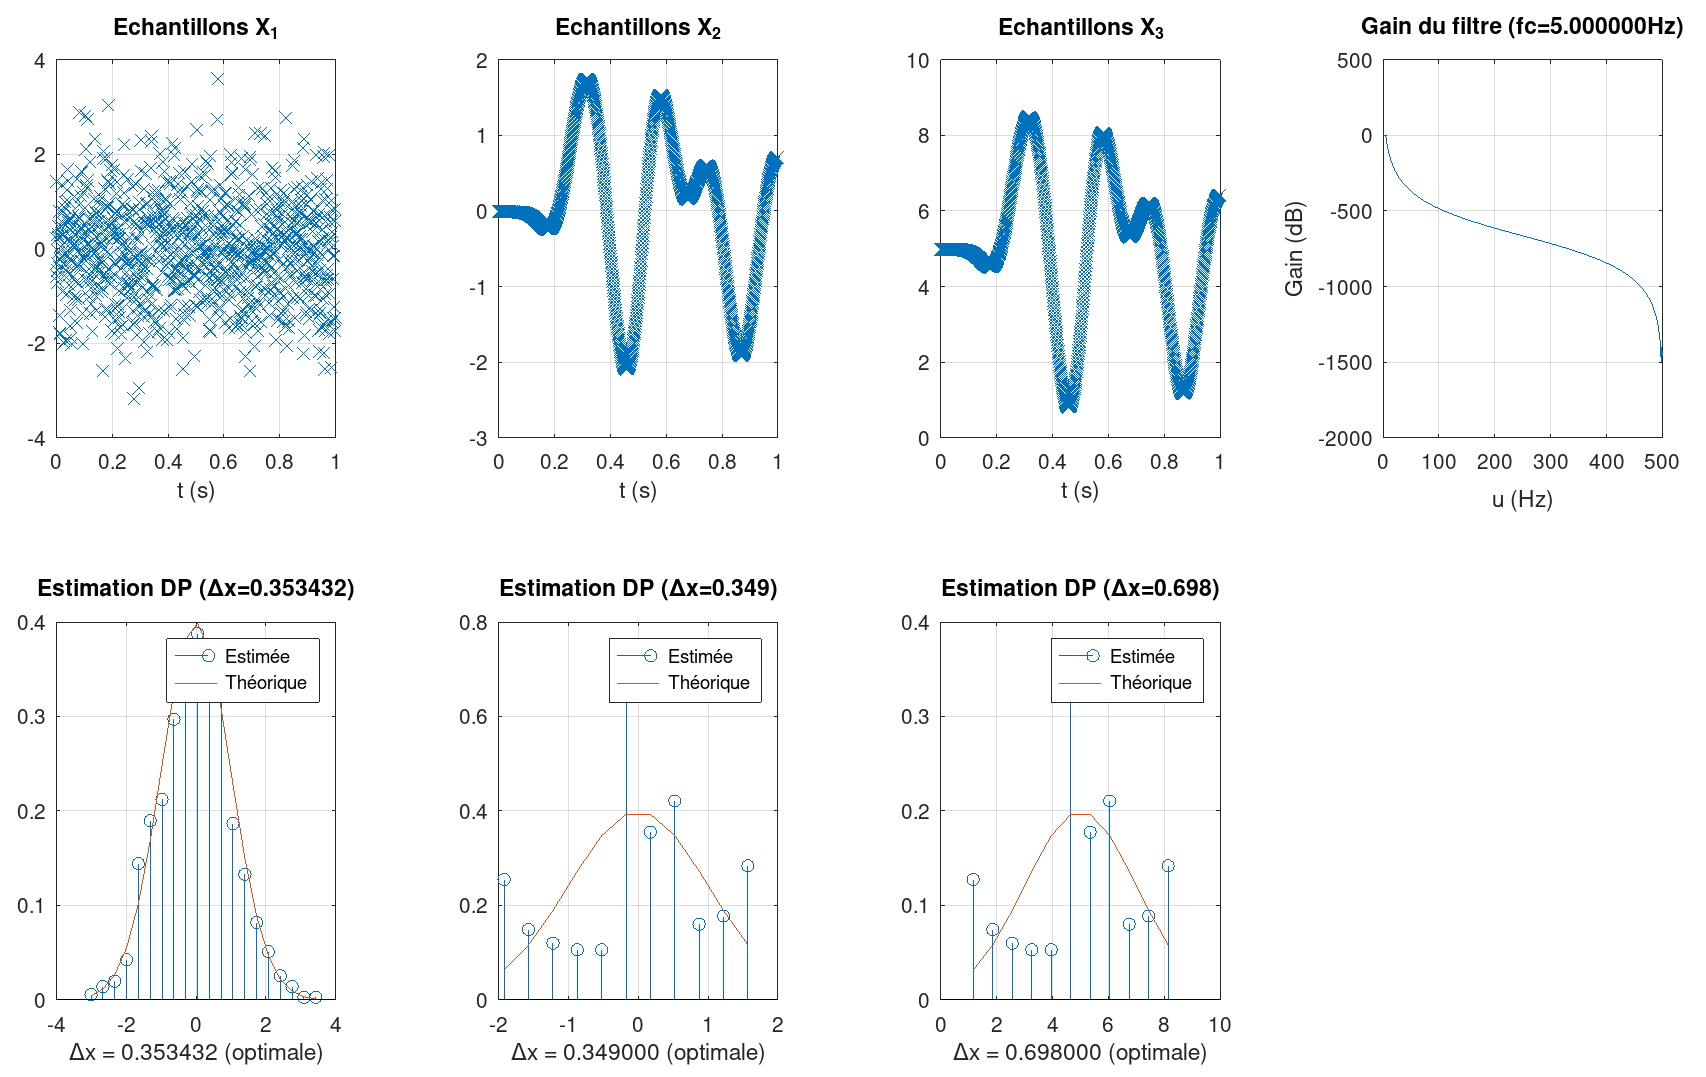 Echantillons X₁
4
2
0
-2
-4
0 0.2 0.4 0.6 0.8 1
t (s)
Echantillons X₂
2
1
0
-1
-2
-3
0 0.2 0.4 0.6 0.8 1
t (s)
Echantillons X₃
10
8
6
4
2
0
0 0.2 0.4 0.6 0.8 1
t (s)
Gain du filtre (fc=5.000000Hz)
Gain (dB)
500
0
-500
-1000
-1500
-2000
0 100 200 300 400 500
u (Hz)
Estimation DP (Δx=0.353432)
0.4
0.3
0.2
0.1
0
Estimée
Théorique
-4 -2 0 2 4
Δx = 0.353432 (optimale)
Estimation DP (Δx=0.349)
0.8
0.6
0.4
0.2
0
Estimée
Théorique
-2 -1 0 1 2
Δx = 0.349000 (optimale)
Estimation DP (Δx=0.698)
0.4
0.3
0.2
0.1
0
Estimée
Théorique
0 2 4 6 8 10
Δx = 0.698000 (optimale)